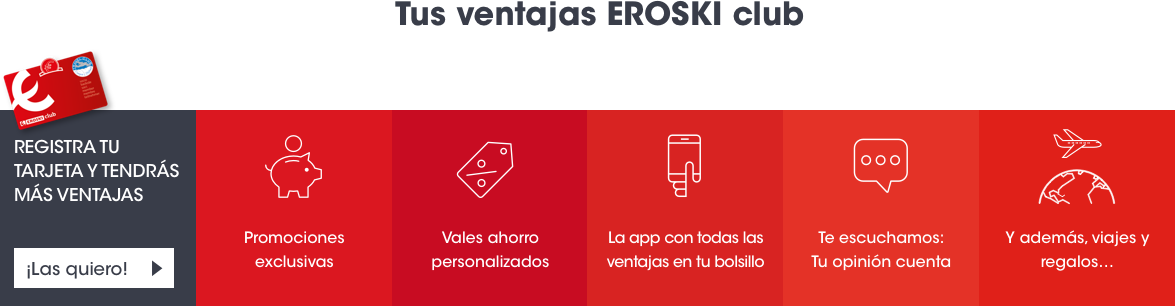 Tus ventajas EROSKI club
EROSKI club
REGISTRA TU
TARJETA Y TENDRÁS
MÁS VENTAJAS
¡Las quiero!
Promociones
exclusivas
Vales ahorro
personalizados
La app con todas las
ventajas en tu bolsillo
Te escuchamos:
Tu opinión cuenta
Y además, viajes y
regalos...